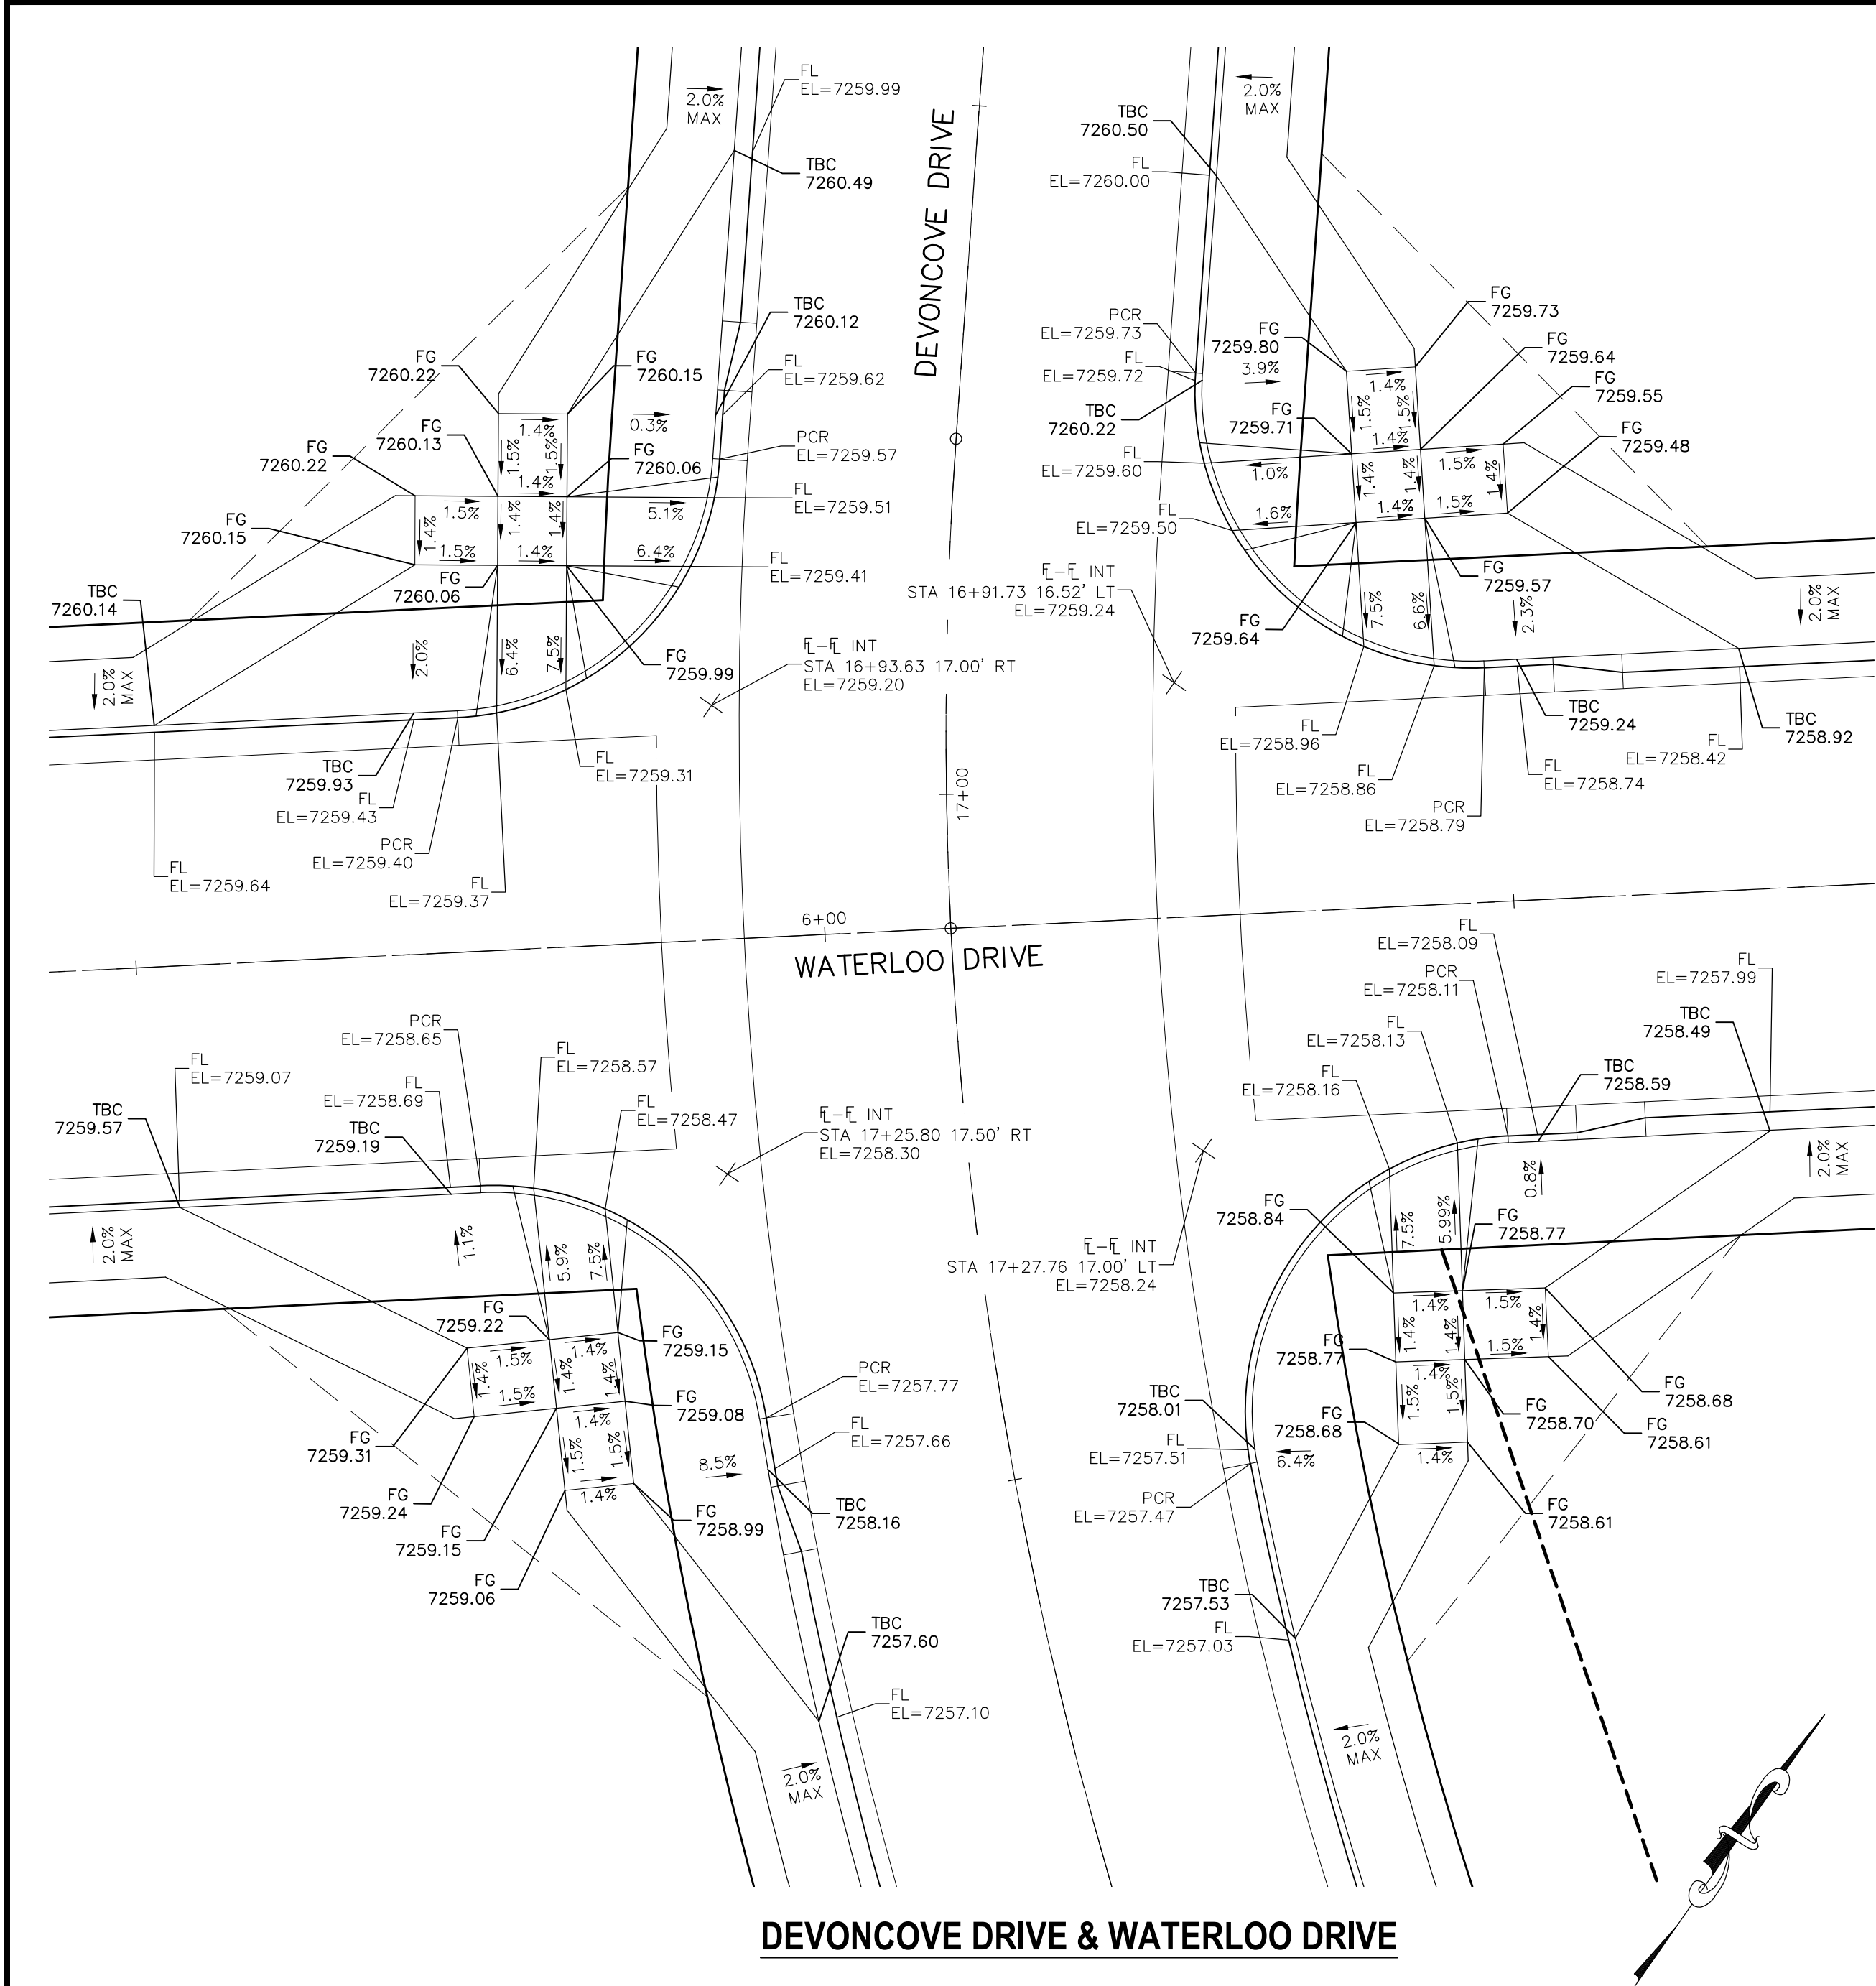 2.0%
MAX
FL
EL=7259.99
TBC
7260.49
TBC
7260.12
FL
EL=7259.62
FG
7260.22
FG
7260.15
FG
7260.13
0.3%
1.4%
1.5%
1.5%
PCR
EL=7259.57
FG
7260.22
FG
7260.06
1.4%
FL
EL=7259.51
1.5%
1.4%
1.4%
1.4%
5.1%
FG
7260.15
1.5%
1.4%
6.4%
FL
EL=7259.41
FG
7260.06
TBC
7260.14
2.0%
MAX
2.0%
6.4%
7.5%
FG
7259.99
F̵L-F̵L INT
STA 16+93.63 17.00' RT
EL=7259.20
TBC
7259.93
FL
EL=7259.43
PCR
EL=7259.40
FL
EL=7259.37
FL
EL=7259.31
FL
EL=7259.64
DEVONCOVE DRIVE
2.0%
MAX
TBC
7260.50
FL
EL=7260.00
PCR
EL=7259.73
FL
EL=7259.72
TBC
7260.22
FG
7259.80
3.9%
FG
7259.73
FG
7259.64
FG
7259.55
FG
7259.48
1.4%
1.5%
1.5%
FG
7259.71
FL
EL=7259.60
1.0%
1.4%
1.5%
1.4%
1.4%
1.4%
FL
EL=7259.50
1.6%
1.4%
1.5%
F̵L-F̵L INT
STA 16+91.73 16.52' LT
EL=7259.24
FG
7259.57
FG
7259.64
7.5%
6.6%
2.3%
2.0%
MAX
TBC
7259.24
TBC
7258.92
FL
EL=7258.96
FL
EL=7258.86
PCR
EL=7258.79
FL
EL=7258.74
FL
EL=7258.42
17+00
6+00
WATERLOO DRIVE
PCR
EL=7258.65
FL
EL=7259.07
FL
EL=7258.69
FL
EL=7258.57
FL
EL=7258.47
TBC
7259.57
TBC
7259.19
F̵L-F̵L INT
STA 17+25.80 17.50' RT
EL=7258.30
2.0%
MAX
1.1%
5.9%
7.5%
FG
7259.22
FG
7259.15
1.5%
1.4%
1.4%
1.4%
1.4%
1.5%
1.4%
FG
7259.08
PCR
EL=7257.77
FL
EL=7257.66
FG
7259.31
FG
7259.24
FG
7259.15
FG
7259.06
1.5%
1.5%
1.4%
8.5%
FG
7258.99
TBC
7258.16
TBC
7257.60
FL
EL=7257.10
2.0%
MAX
FL
EL=7258.09
PCR
EL=7258.11
FL
EL=7258.13
FL
EL=7258.16
FL
EL=7257.99
TBC
7258.49
TBC
7258.59
FG
7258.84
7.5%
5.99%
0.8%
FG
7258.77
2.0%
MAX
F̵L-F̵L INT
STA 17+27.76 17.00' LT
EL=7258.24
1.4%
1.5%
1.4%
1.4%
1.4%
FG
7258.77
1.4%
1.5%
FG
7258.68
FG
7258.61
FG
7258.70
TBC
7258.01
FG
7258.68
1.5%
1.5%
1.4%
FL
EL=7257.51
6.4%
PCR
EL=7257.47
FG
7258.61
TBC
7257.53
FL
EL=7257.03
2.0%
MAX
DEVONCOVE DRIVE & WATERLOO DRIVE